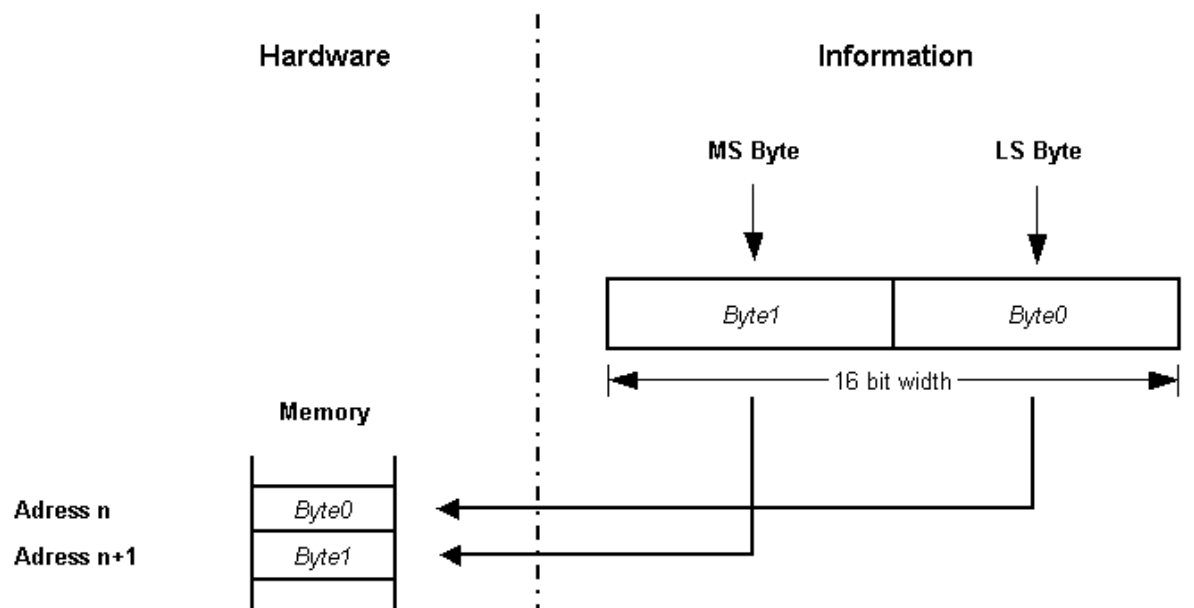 Hardware
Information
MS Byte
LS Byte
Byte1
Byte0
16 bit width
Memory
Adress n
Byte0
Adress n+1
Byte1